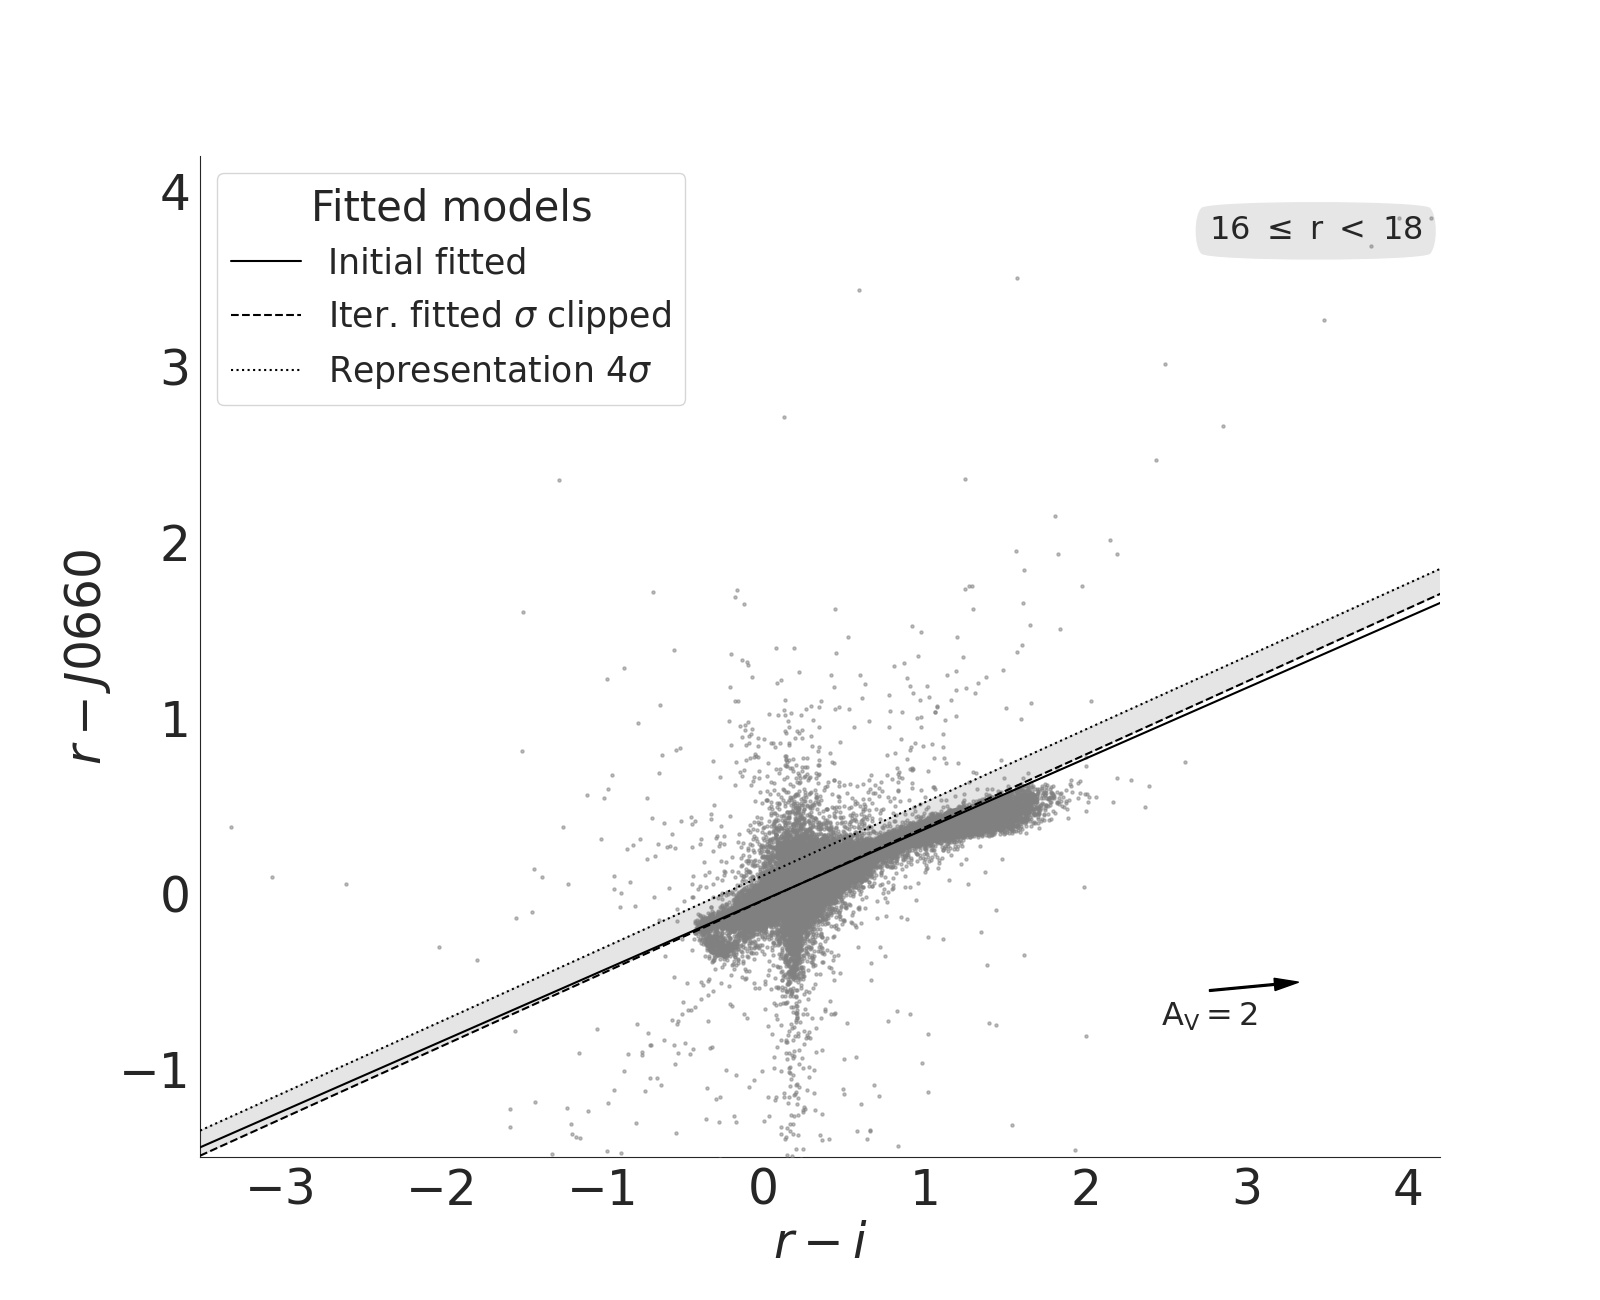 Fitted models
Initial fitted
Iter. fitted σ clipped
Representation 4σ
16 ≤ r < 18
4
3
2
1
0
−1
r − J0660
A_V = 2
−3 −2 −1 0 1 2 3 4
r − i